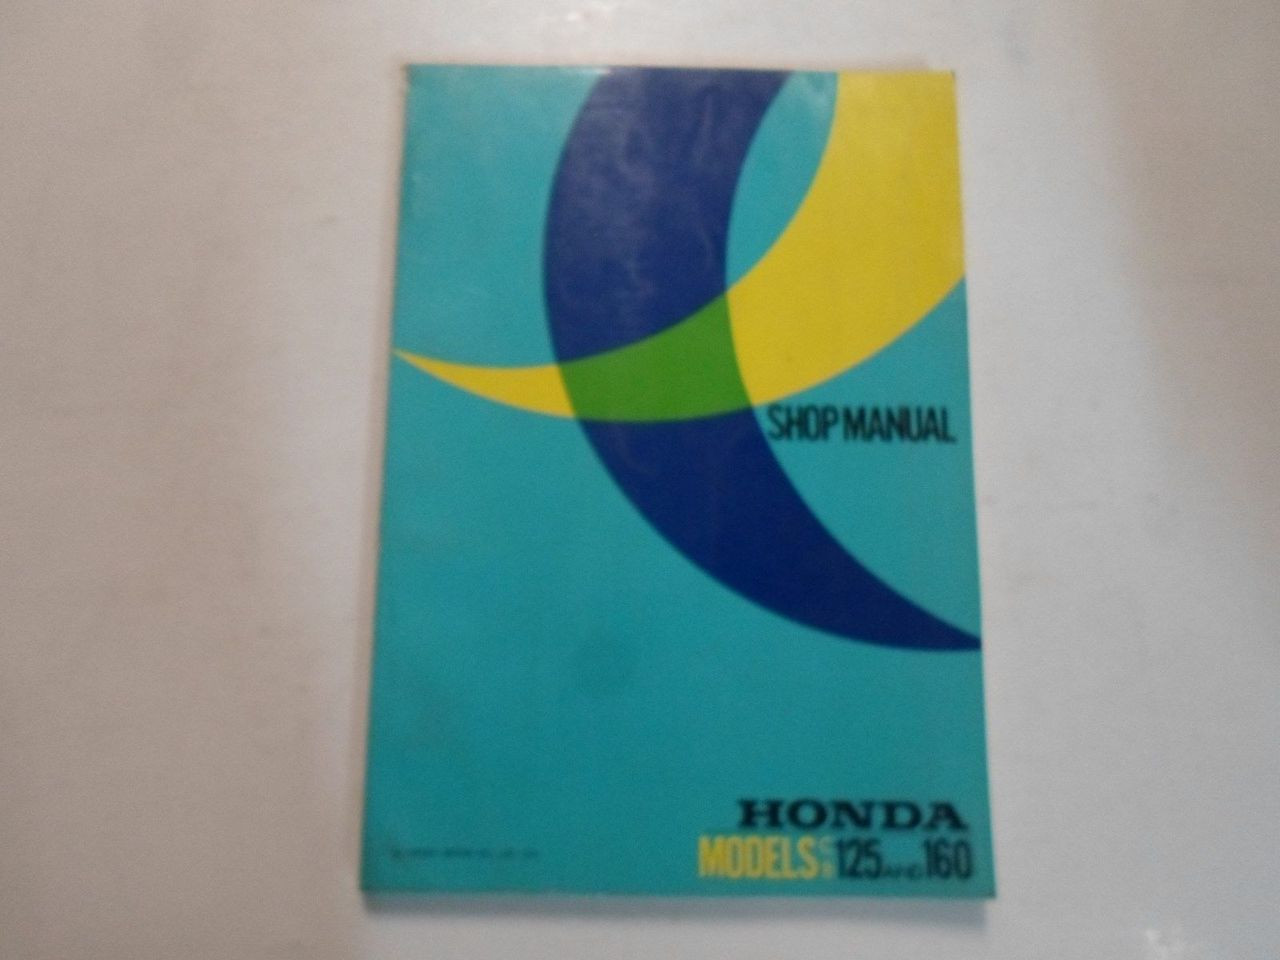 SHOP MANUAL
HONDA
MODELS C B 125 AND 160